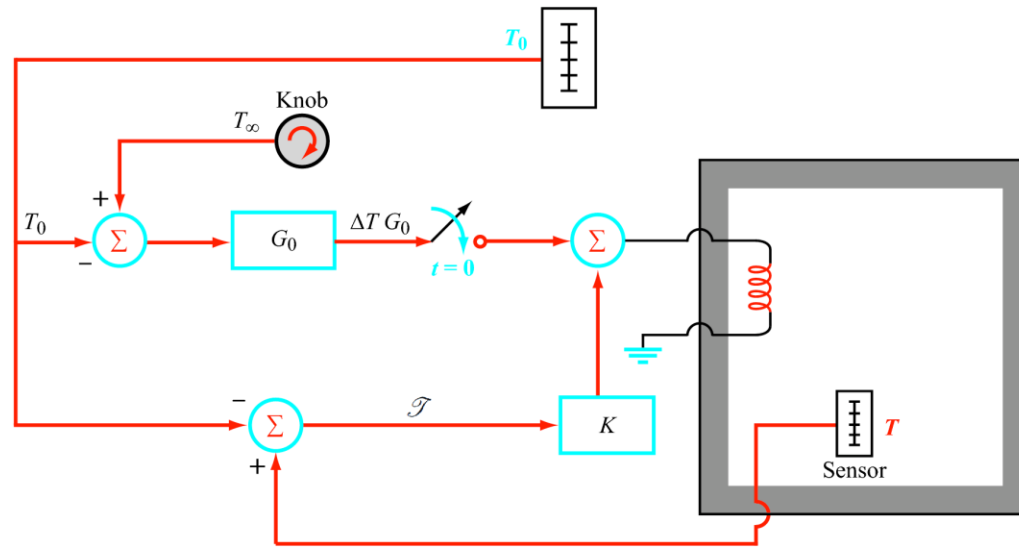 T₀
Knob
T∞
+
T₀
Σ
−
G₀
ΔT G₀
t = 0
Σ
−
Σ
+
𝒯
K
T
Sensor